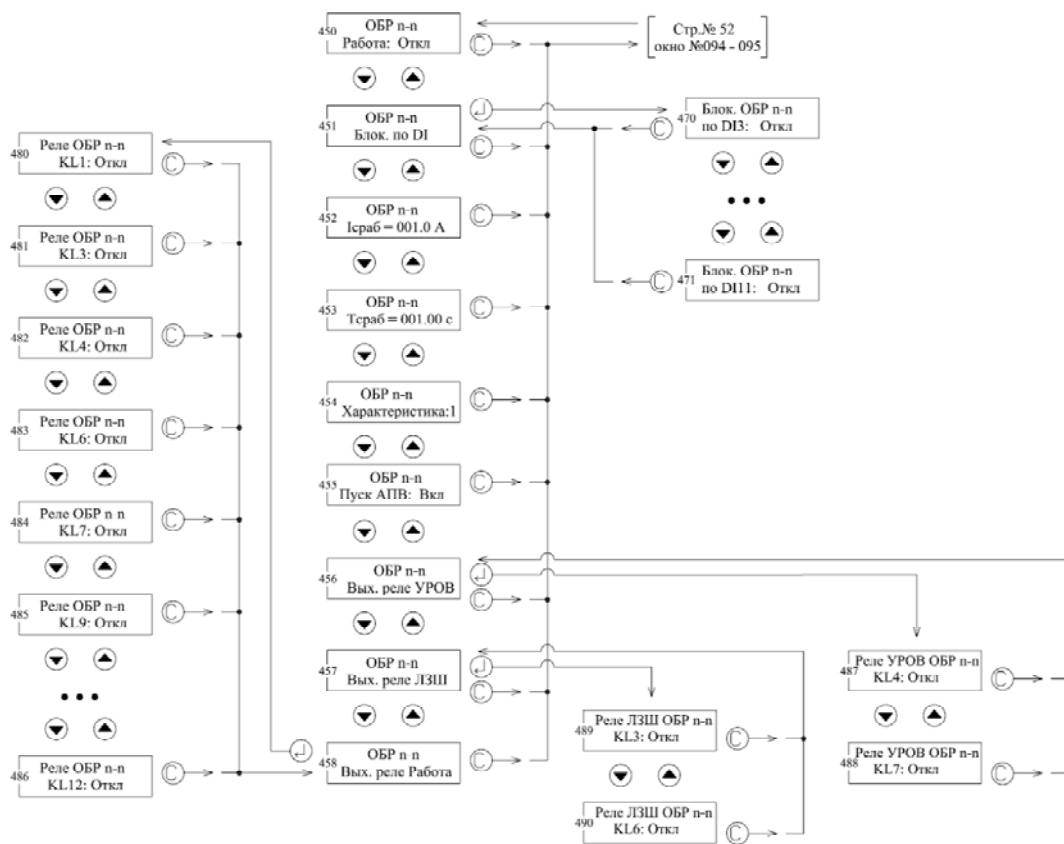 450
ОБР n-n
Работа: Откл
С
Стр.№ 52
окно №094 - 095
451
ОБР n-n
Блок. по DI
С
470
Блок. ОБР n-n
по DI3: Откл
С
480
Реле ОБР n-n
KL1: Откл
С
452
ОБР n-n
Iсраб = 001.0 А
С
481
Реле ОБР n-n
KL3: Откл
С
471
Блок. ОБР n-n
по DI11: Откл
С
453
ОБР n-n
Tсраб = 001.00 с
С
482
Реле ОБР n-n
KL4: Откл
С
454
ОБР n-n
Характеристика:1
С
483
Реле ОБР n-n
KL6: Откл
С
455
ОБР n-n
Пуск АПВ: Вкл
С
484
Реле ОБР n-n
KL7: Откл
С
456
ОБР n-n
Вых. реле УРОВ
С
485
Реле ОБР n-n
KL9: Откл
С
457
ОБР n-n
Вых. реле ЛЗШ
С
487
Реле УРОВ ОБР n-n
KL4: Откл
С
489
Реле ЛЗШ ОБР n-n
KL3: Откл
С
486
Реле ОБР n-n
KL12: Откл
С
458
ОБР n-n
Вых. реле Работа
С
488
Реле УРОВ ОБР n-n
KL7: Откл
С
490
Реле ЛЗШ ОБР n-n
KL6: Откл
С